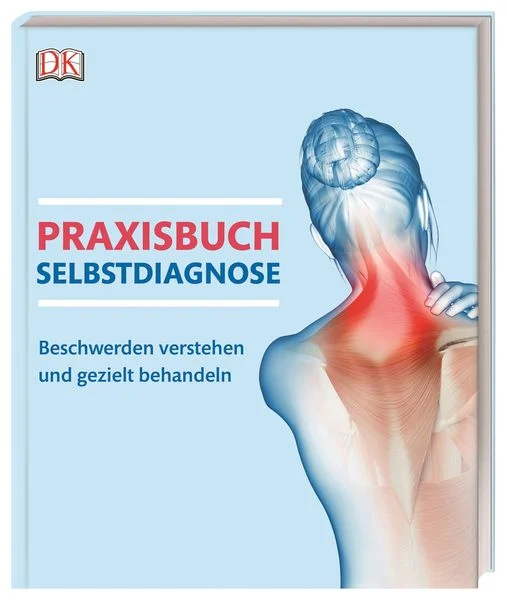 DK
PRAXISBUCH
SELBSTDIAGNOSE
Beschwerden verstehen
und gezielt behandeln